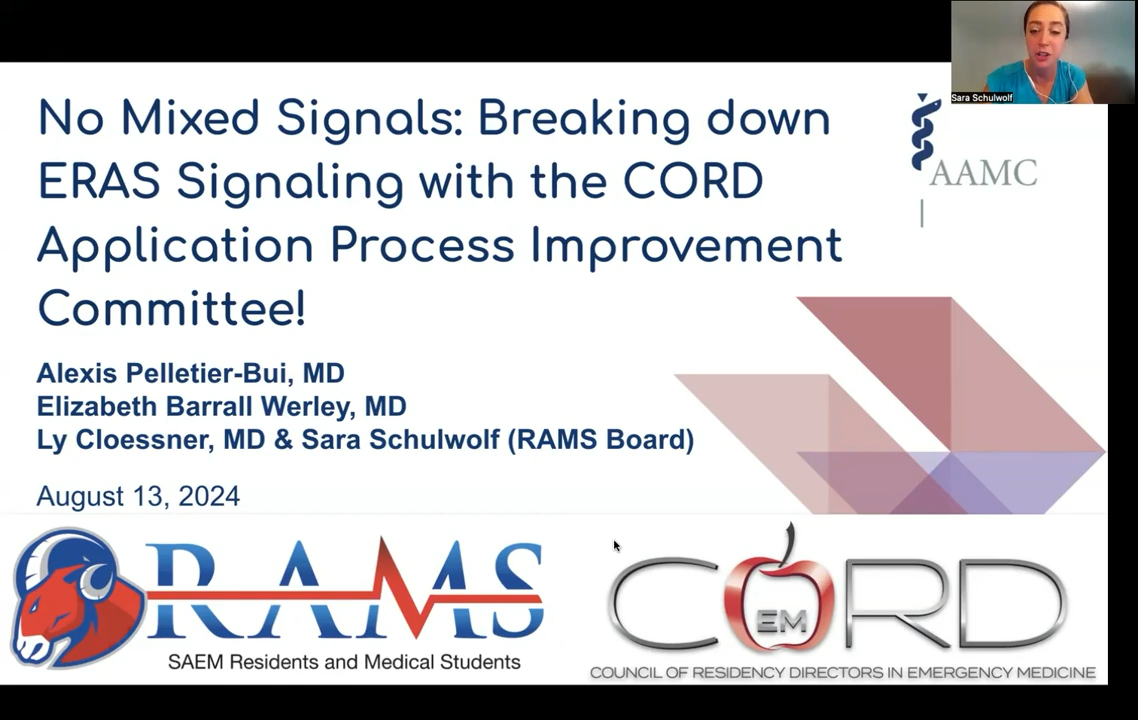 Sara Schulwolf
No Mixed Signals: Breaking down
ERAS Signaling with the CORD
Application Process Improvement
Committee!
AAMC
Alexis Pelletier-Bui, MD
Elizabeth Barrall Werley, MD
Ly Cloessner, MD & Sara Schulwolf (RAMS Board)
August 13, 2024
RAMS
SAEM Residents and Medical Students
CORD
EM
COUNCIL OF RESIDENCY DIRECTORS IN EMERGENCY MEDICINE